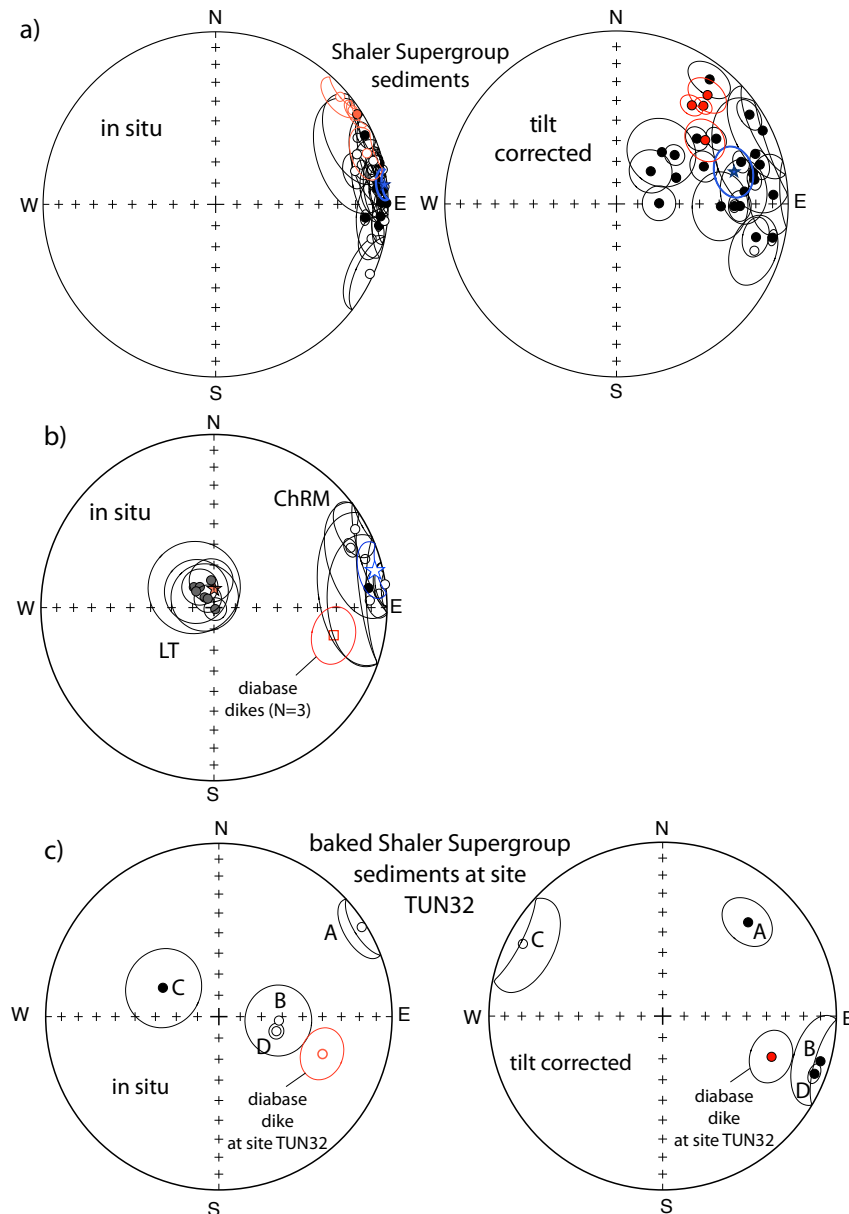 a)
N
Shaler Supergroup
sediments
N
in situ
tilt
corrected
W
E
W
E
S
S
b)
N
in situ
ChRM
W
E
LT
diabase
dikes (N=3)
S
c)
N
baked Shaler Supergroup
sediments at site
TUN32
N
A
C
A
C
W
B
E
W
E
D
B
in situ
tilt corrected
D
diabase
dike
at site TUN32
diabase
dike
at site TUN32
S
S